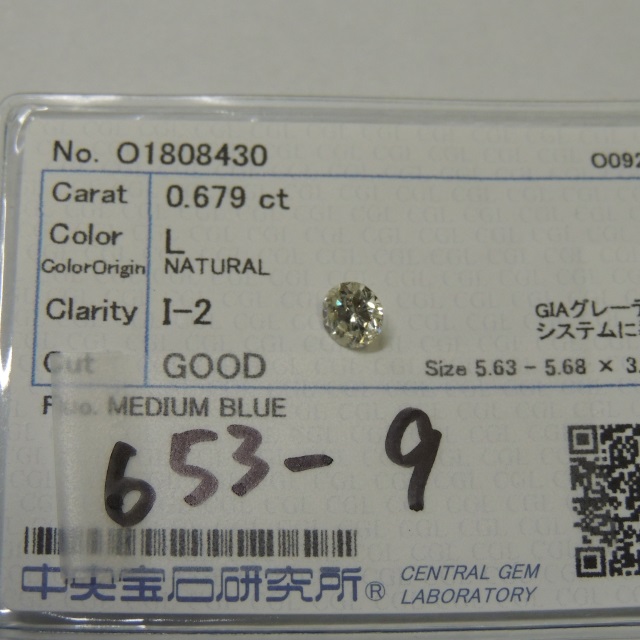 No. O1808430 O092
Carat 0.679 ct
Color L
ColorOrigin NATURAL
Clarity I-2
GIAグレーデ
システムに
Cut GOOD Size 5.63 - 5.68 × 3.
Fluo. MEDIUM BLUE
653-9
中央宝石研究所® CENTRAL GEM
LABORATORY